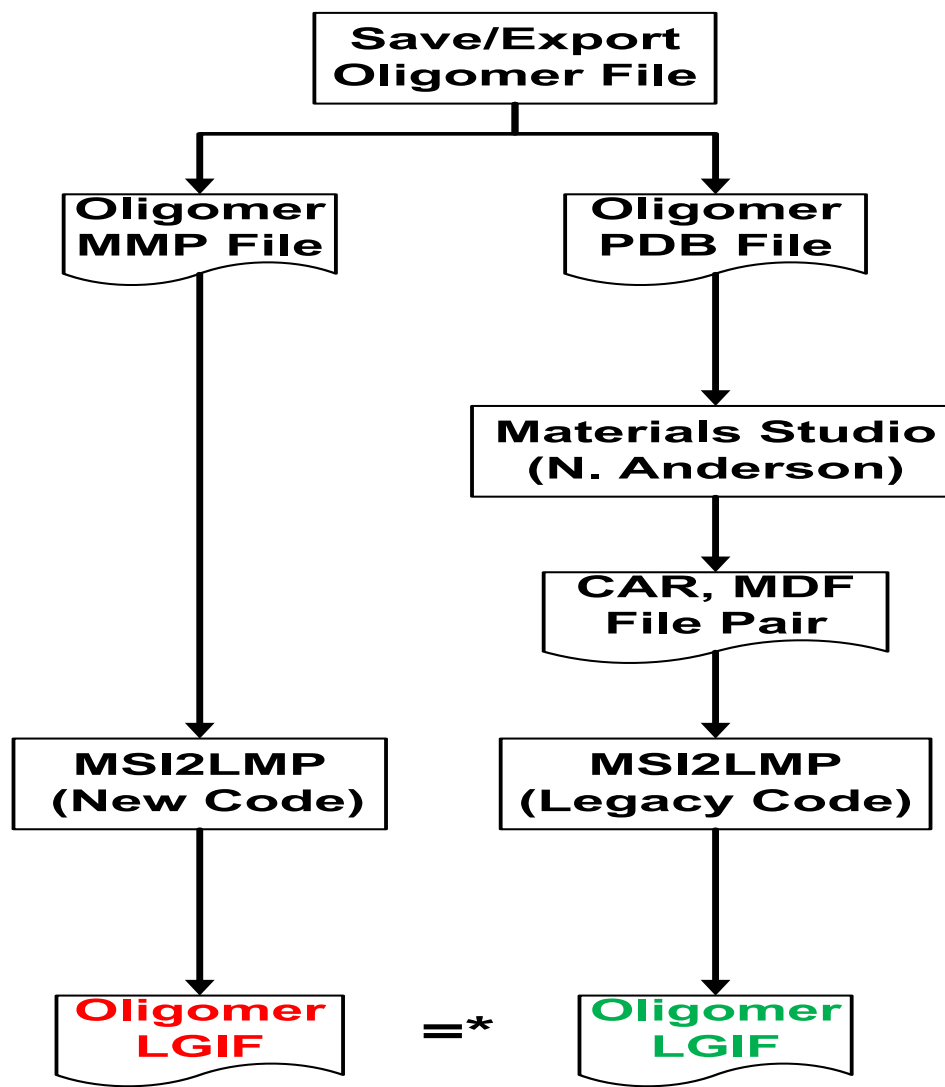 Save/Export
Oligomer File
Oligomer
MMP File
Oligomer
PDB File
Materials Studio
(N. Anderson)
CAR, MDF
File Pair
MSI2LMP
(New Code)
MSI2LMP
(Legacy Code)
Oligomer
LGIF
=*
Oligomer
LGIF